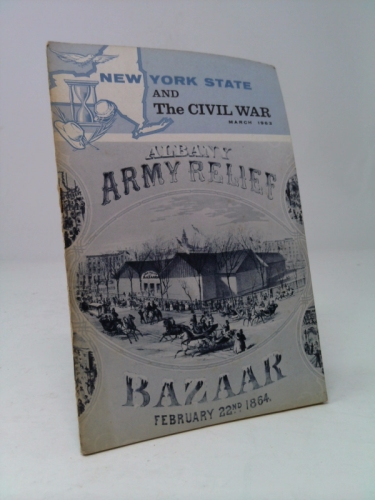 NEW YORK STATE
AND
The CIVIL WAR
MARCH 1963
ALBANY
ARMY RELIEF
BAZAAR
FEBRUARY 22ND 1864.